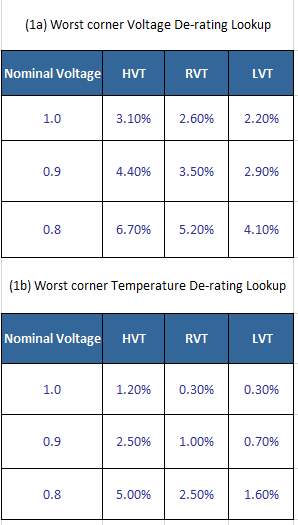 (1a) Worst corner Voltage De-rating Lookup
Nominal Voltage HVT RVT LVT
1.0 3.10% 2.60% 2.20%
0.9 4.40% 3.50% 2.90%
0.8 6.70% 5.20% 4.10%
(1b) Worst corner Temperature De-rating Lookup
Nominal Voltage HVT RVT LVT
1.0 1.20% 0.30% 0.30%
0.9 2.50% 1.00% 0.70%
0.8 5.00% 2.50% 1.60%